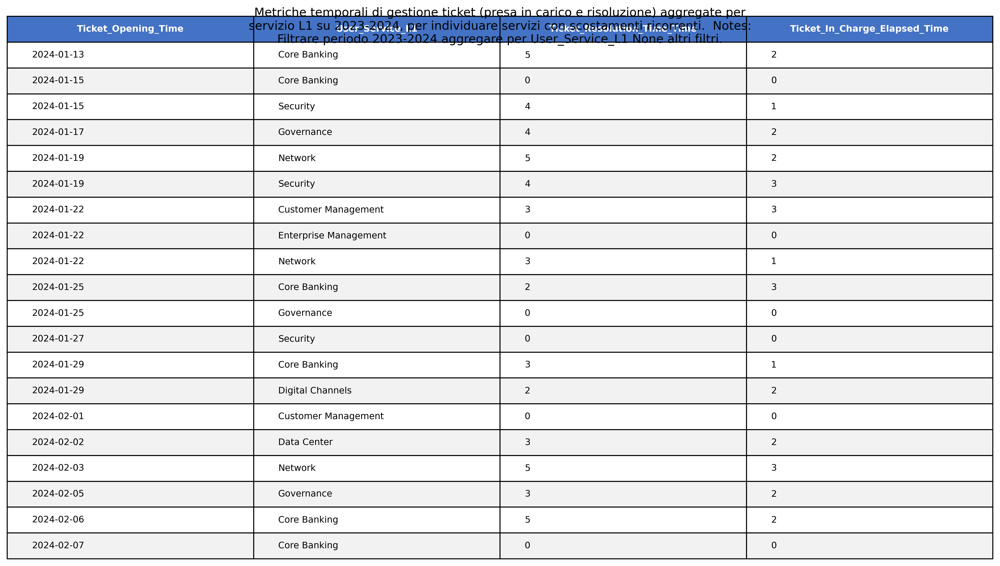 Metriche temporali di gestione ticket (presa in carico e risoluzione) aggregate per
servizio L1 su 2023-2024, per individuare servizi con scostamenti ricorrenti.  Notes:
Filtrare periodo 2023-2024 aggregare per User_Service_L1 None altri filtri.
Ticket_Opening_Time User_Service_L1 Ticket_Resolution_Time_Time Ticket_In_Charge_Elapsed_Time
2024-01-13 Core Banking 5 2
2024-01-15 Core Banking 0 0
2024-01-15 Security 4 1
2024-01-17 Governance 4 2
2024-01-19 Network 5 2
2024-01-19 Security 4 3
2024-01-22 Customer Management 3 3
2024-01-22 Enterprise Management 0 0
2024-01-22 Network 3 1
2024-01-25 Core Banking 2 3
2024-01-25 Governance 0 0
2024-01-27 Security 0 0
2024-01-29 Core Banking 3 1
2024-01-29 Digital Channels 2 2
2024-02-01 Customer Management 0 0
2024-02-02 Data Center 3 2
2024-02-03 Network 5 3
2024-02-05 Governance 3 2
2024-02-06 Core Banking 5 2
2024-02-07 Core Banking 0 0